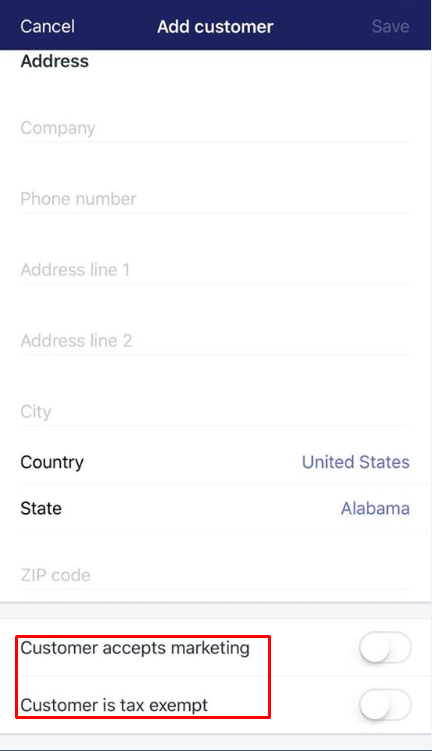 Cancel Add customer Save
Address
Company
Phone number
Address line 1
Address line 2
City
Country United States
State Alabama
ZIP code
Customer accepts marketing
Customer is tax exempt